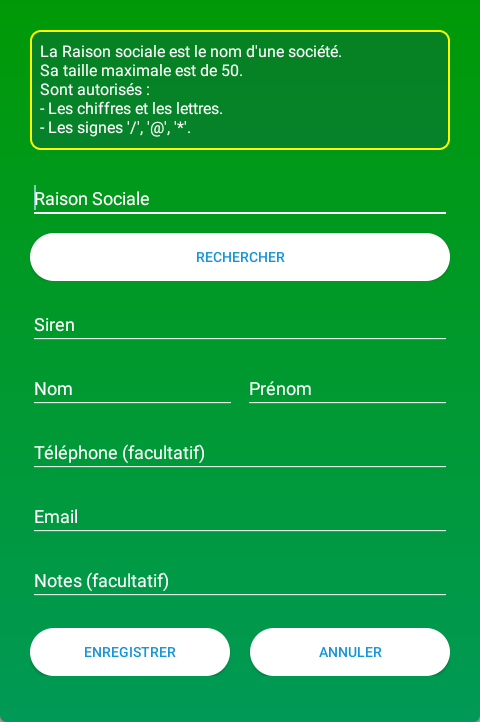 La Raison sociale est le nom d'une société.
Sa taille maximale est de 50.
Sont autorisés :
- Les chiffres et les lettres.
- Les signes '/', '@', '*'.
Raison Sociale
RECHERCHER
Siren
Nom
Prénom
Téléphone (facultatif)
Email
Notes (facultatif)
ENREGISTRER
ANNULER